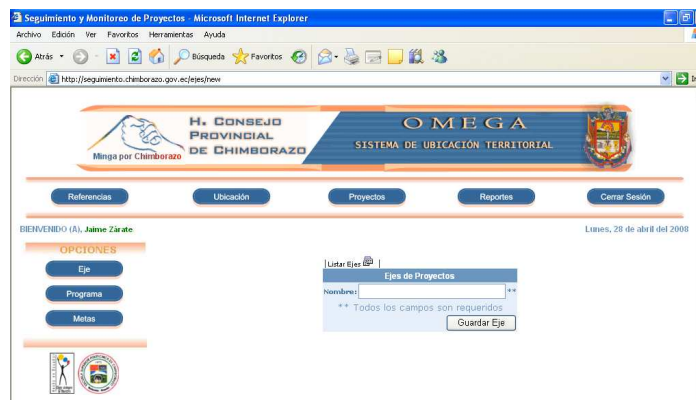 Seguimiento y Monitoreo de Proyectos - Microsoft Internet Explorer
Archivo Edición Ver Favoritos Herramientas Ayuda
Atrás Búsqueda Favoritos
Dirección http://seguimiento.chimborazo.gov.ec/ejes/new
H. CONSEJO
PROVINCIAL
DE CHIMBORAZO
Minga por Chimborazo
OMEGA
SISTEMA DE UBICACIÓN TERRITORIAL
Referencias Ubicación Proyectos Reportes Cerrar Sesión
BIENVENIDO (A), Jaime Zárate Lunes, 28 de abril del 2008
OPCIONES
Eje
Programa
Metas
|Listar Ejes |
Ejes de Proyectos
Nombre: **
** Todos los campos son requeridos
Guardar Eje